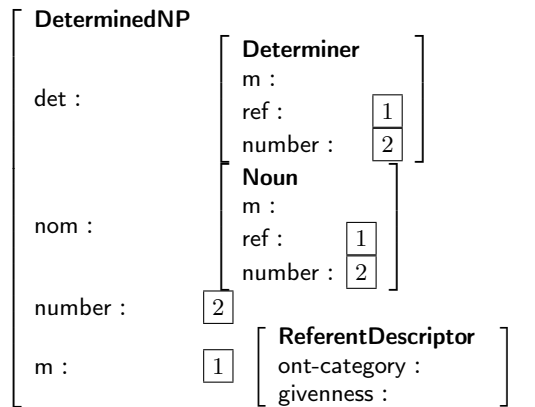 DeterminedNP
det :
Determiner
m :
ref : 1
number : 2
nom :
Noun
m :
ref : 1
number : 2
number : 2
m : 1
ReferentDescriptor
ont-category :
givenness :